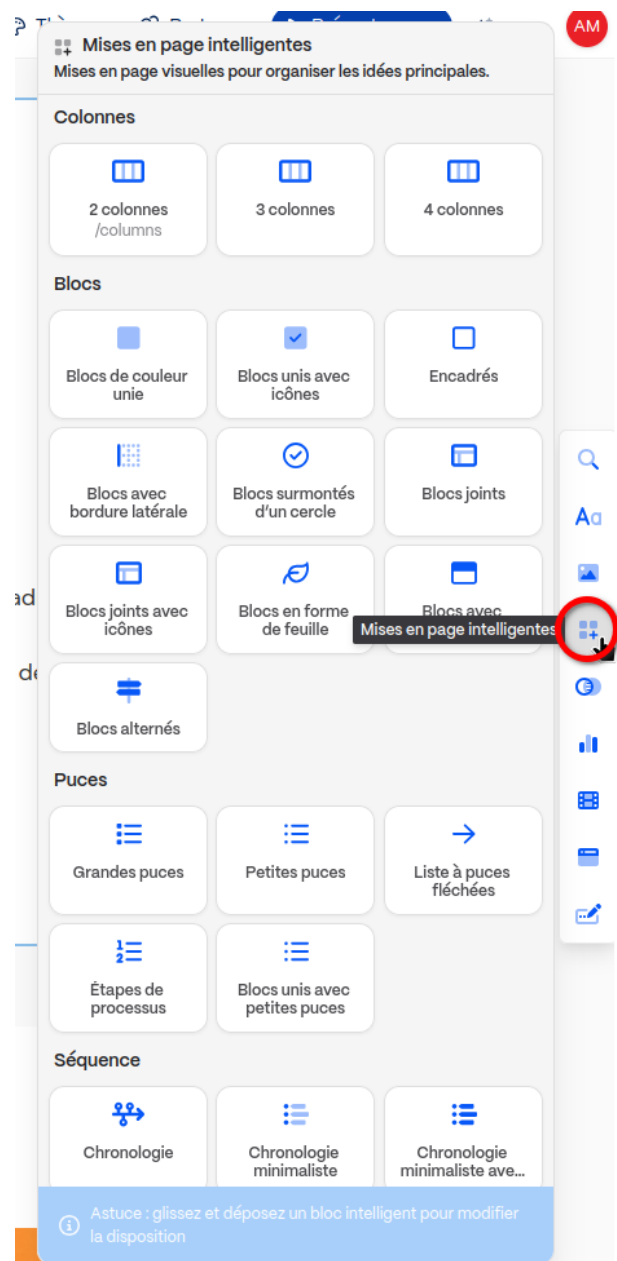 AM
Mises en page intelligentes
Mises en page visuelles pour organiser les idées principales.
Colonnes
2 colonnes
/columns
3 colonnes
4 colonnes
Blocs
Blocs de couleur
unie
Blocs unis avec
icônes
Encadrés
Blocs avec
bordure latérale
Blocs surmontés
d'un cercle
Blocs joints
Aa
ad
Blocs joints avec
icônes
Blocs en forme
de feuille
Blocs avec
Mises en page intelligentes
Blocs alternés
Puces
Grandes puces
Petites puces
Liste à puces
fléchées
Étapes de
processus
Blocs unis avec
petites puces
Séquence
Chronologie
Chronologie
minimaliste
Chronologie
minimaliste ave...
Astuce : glissez et déposez un bloc intelligent pour modifier
la disposition